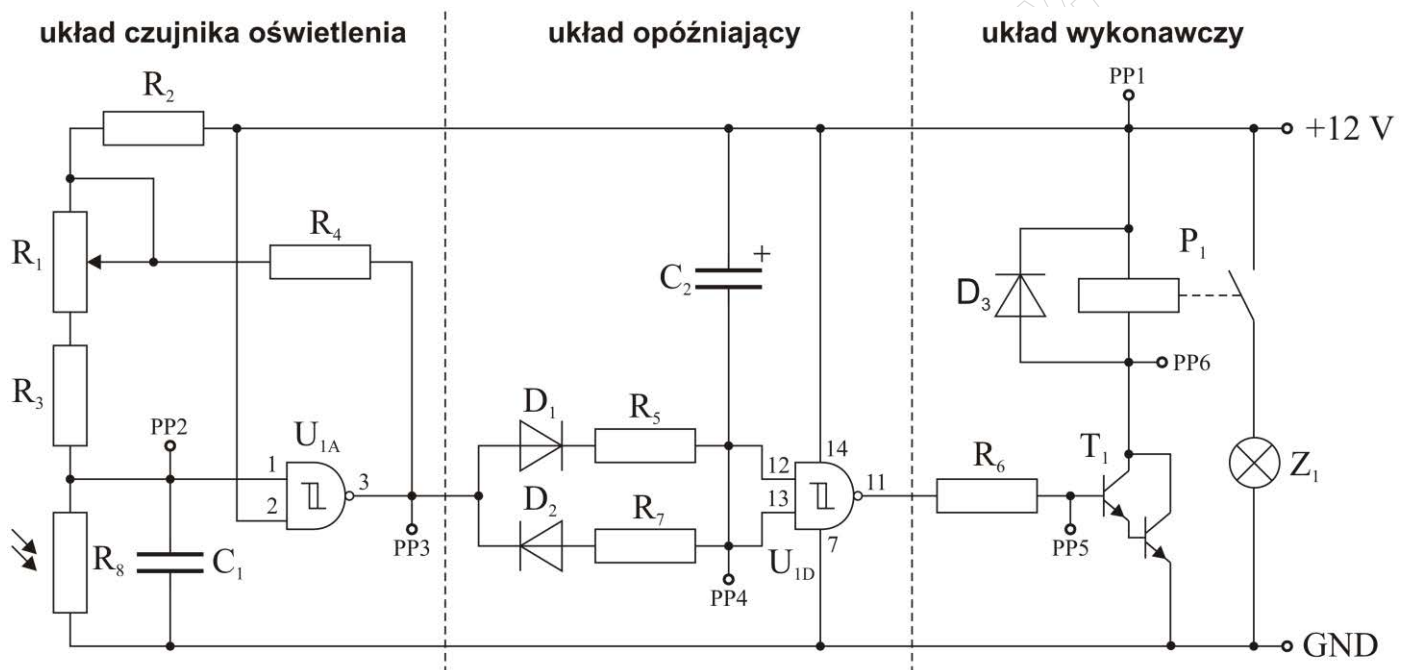 układ czujnika oświetlenia
układ opóźniający
układ wykonawczy
PP1
R2
+12 V
R1
R4
C2
+
D3
P1
PP6
R3
PP2
U1A
1
2
3
PP3
D1
R5
D2
R7
PP4
12
13
14
11
7
U1D
R6
PP5
T1
Z1
R8
C1
GND